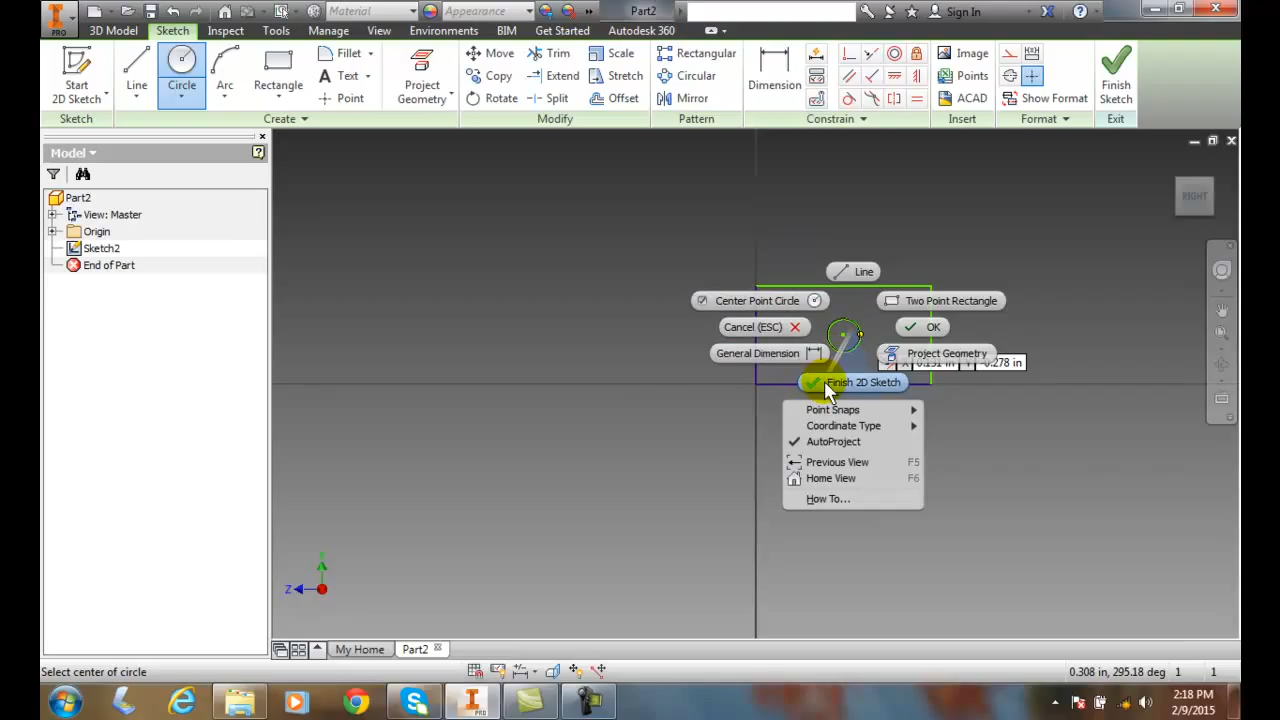 PRO
Material
Appearance
Part2
Sign In
3D Model
Sketch
Inspect
Tools
Manage
View
Environments
BIM
Get Started
Autodesk 360
Start
2D Sketch
Line
Circle
Arc
Rectangle
Fillet
Text
Point
Project
Geometry
Move
Copy
Rotate
Trim
Extend
Split
Scale
Stretch
Offset
Rectangular
Circular
Mirror
Dimension
Image
Points
ACAD
Show Format
Finish
Sketch
Sketch
Create
Modify
Pattern
Constrain
Insert
Format
Exit
Model
Part2
View: Master
Origin
Sketch2
End of Part
RIGHT
Line
Center Point Circle
Two Point Rectangle
Cancel (ESC)
OK
General Dimension
Project Geometry
Finish 2D Sketch
Point Snaps
Coordinate Type
AutoProject
Previous View F5
Home View F6
How To...
Z
My Home
Part2
Select center of circle
0.308 in, 295.18 deg 1 1
2:18 PM
2/9/2015